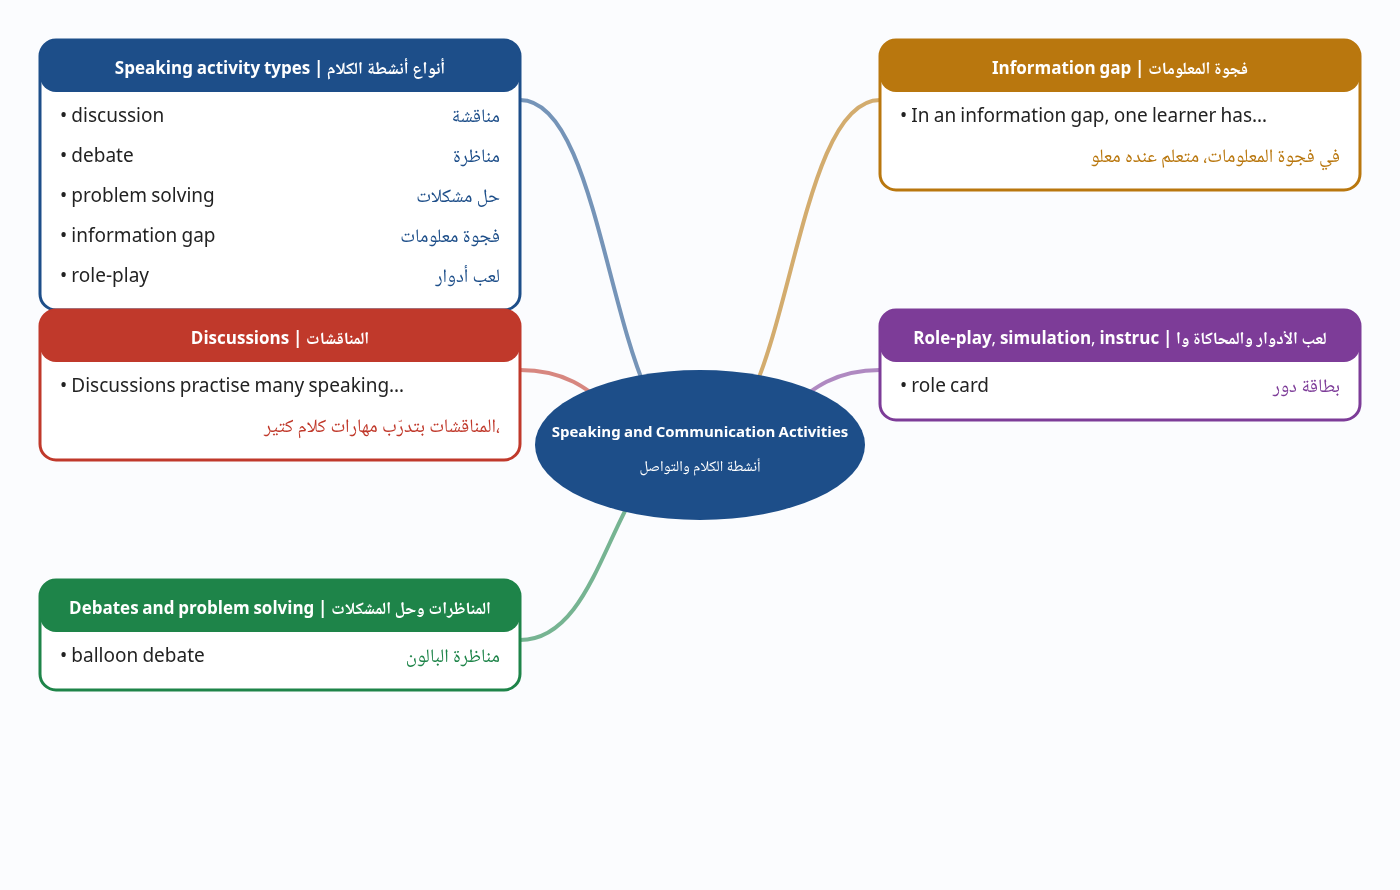 Speaking activity types | أنواع أنشطة الكلام
• discussion مناقشة
• debate مناظرة
• problem solving حل مشكلات
• information gap فجوة معلومات
• role-play لعب أدوار
Discussions | المناقشات
• Discussions practise many speaking...
المناقشات بتدرّب مهارات كلام كتير،
Debates and problem solving | المناظرات وحل المشكلات
• balloon debate مناظرة البالون
Speaking and Communication Activities
أنشطة الكلام والتواصل
Information gap | فجوة المعلومات
• In an information gap, one learner has...
في فجوة المعلومات، متعلم عنده معلو
Role-play, simulation, instruc | لعب الأدوار والمحاكاة وا
• role card بطاقة دور